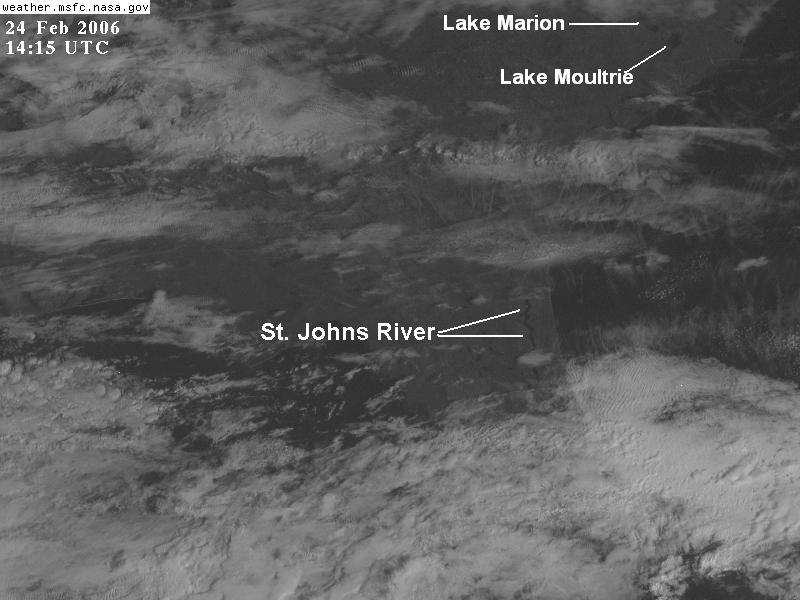 weather.msfc.nasa.gov
24 Feb 2006
14:15 UTC
Lake Marion
Lake Moultrie
St. Johns River